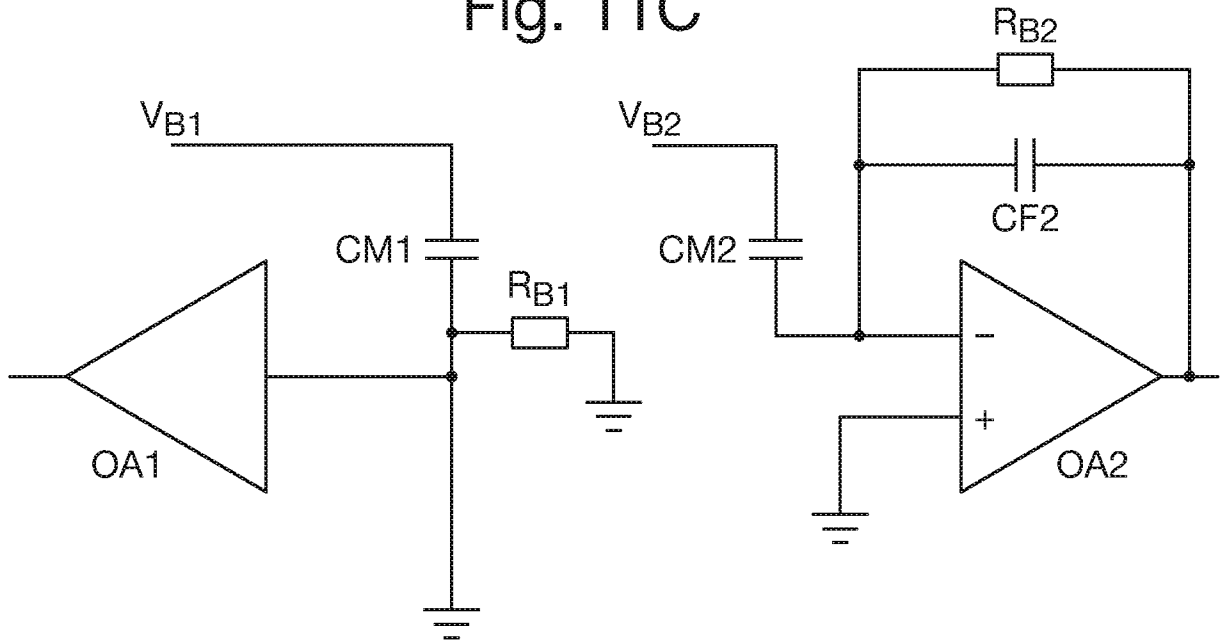 Fig. 11C
RB2
VB1
VB2
CF2
CM1
CM2
RB1
−
+
OA1
OA2